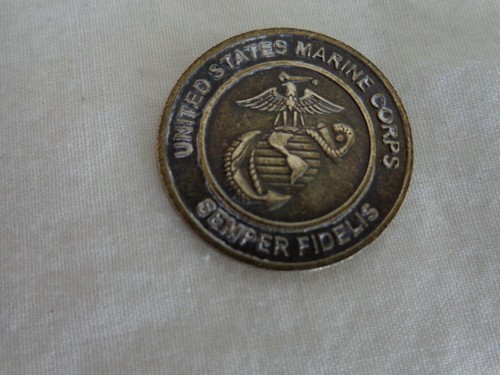 UNITED STATES MARINE CORPS
SEMPER FIDELIS